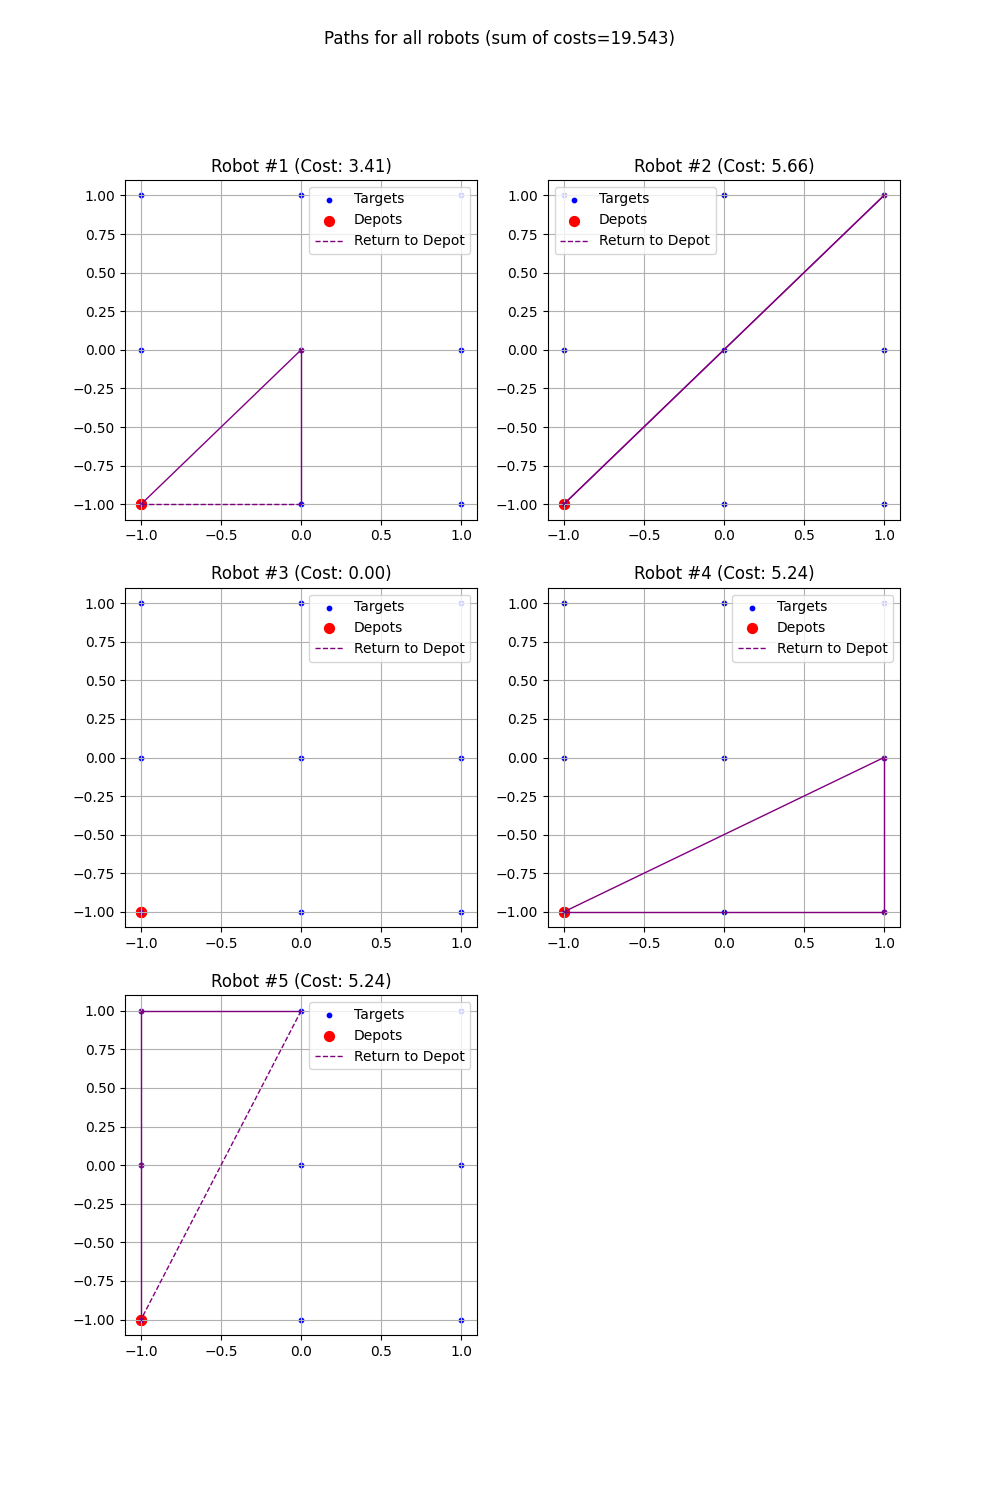 Paths for all robots (sum of costs=19.543)
Robot #1 (Cost: 3.41)
1.00
0.75
0.50
0.25
0.00
−0.25
−0.50
−0.75
−1.00
−1.0 −0.5 0.0 0.5 1.0
Targets
Depots
Return to Depot
Robot #2 (Cost: 5.66)
1.00
0.75
0.50
0.25
0.00
−0.25
−0.50
−0.75
−1.00
−1.0 −0.5 0.0 0.5 1.0
Targets
Depots
Return to Depot
Robot #3 (Cost: 0.00)
1.00
0.75
0.50
0.25
0.00
−0.25
−0.50
−0.75
−1.00
−1.0 −0.5 0.0 0.5 1.0
Targets
Depots
Return to Depot
Robot #4 (Cost: 5.24)
1.00
0.75
0.50
0.25
0.00
−0.25
−0.50
−0.75
−1.00
−1.0 −0.5 0.0 0.5 1.0
Targets
Depots
Return to Depot
Robot #5 (Cost: 5.24)
1.00
0.75
0.50
0.25
0.00
−0.25
−0.50
−0.75
−1.00
−1.0 −0.5 0.0 0.5 1.0
Targets
Depots
Return to Depot